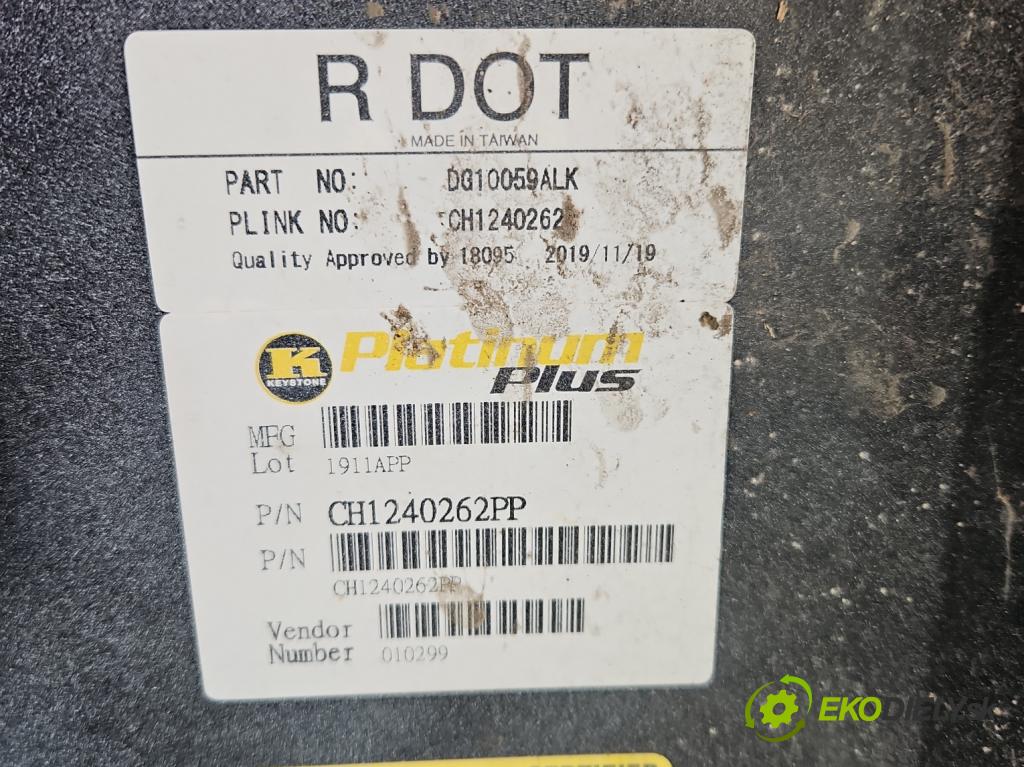 R DOT
MADE IN TAIWAN
PART NO: DG10059ALK
PLINK NO: CH1240262
Quality Approved by 18095 2019/11/19
K
KEYSTONE
Platinum
Plus
MFG
Lot 1911APP
P/N CH1240262PP
P/N
CH1240262PP
Vendor
Number 010299
EKODIELY.sk